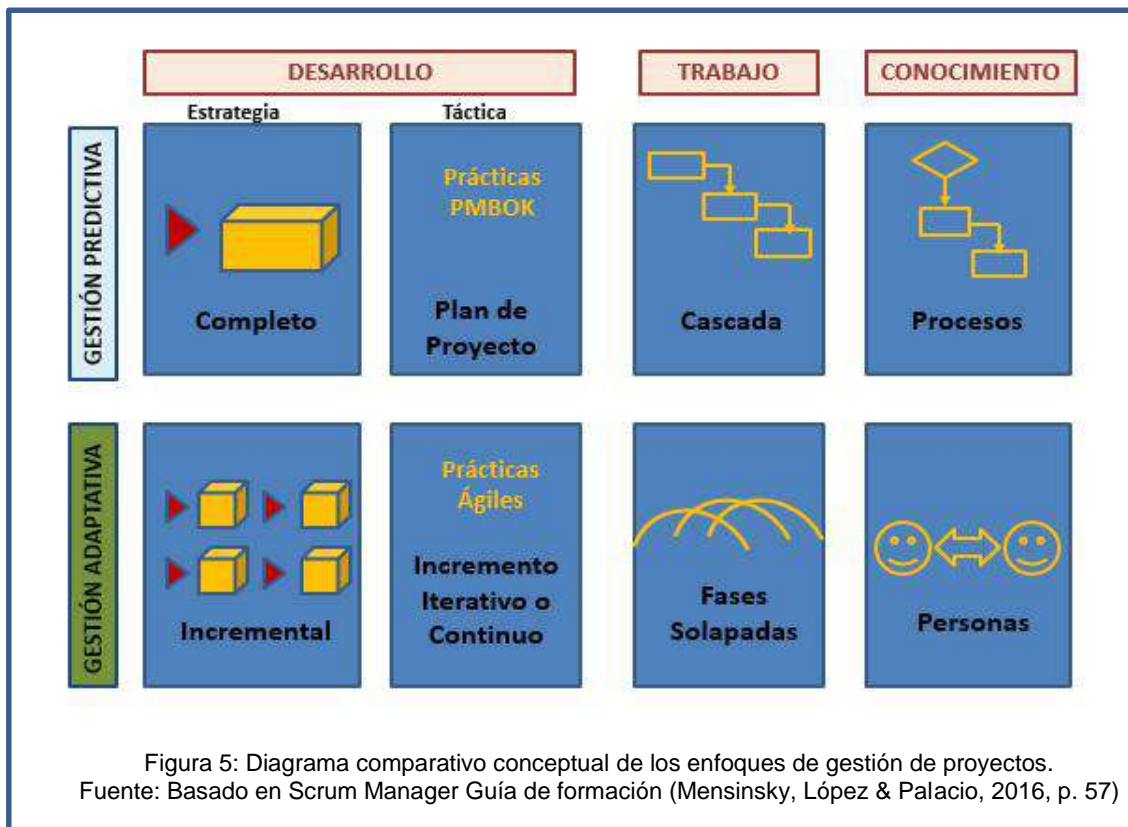 DESARROLLO
TRABAJO
CONOCIMIENTO
Estrategia
Táctica
GESTIÓN PREDICTIVA
Completo
Prácticas
PMBOK
Plan de
Proyecto
Cascada
Procesos
GESTIÓN ADAPTATIVA
Incremental
Prácticas
Ágiles
Incremento
Iterativo o
Continuo
Fases
Solapadas
Personas
Figura 5: Diagrama comparativo conceptual de los enfoques de gestión de proyectos.
Fuente: Basado en Scrum Manager Guía de formación (Mensinsky, López & Palacio, 2016, p. 57)